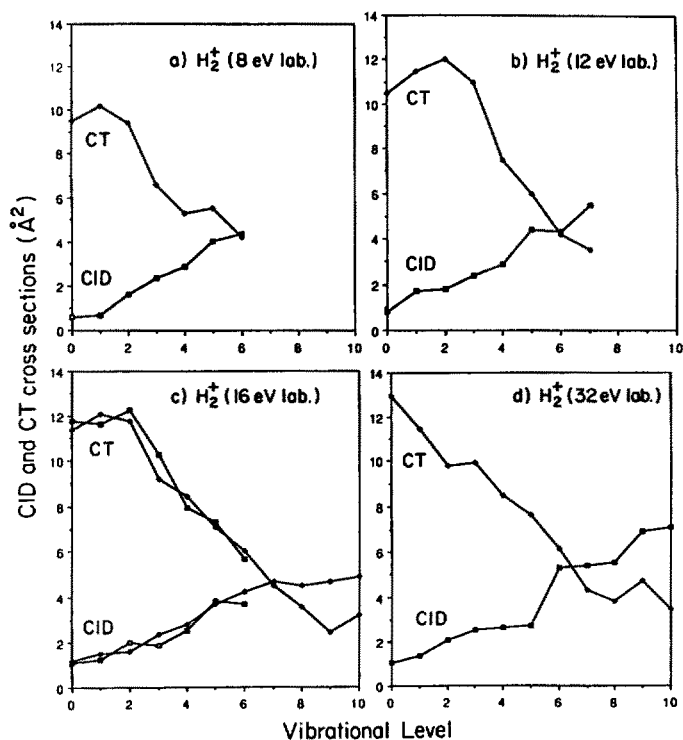 CID and CT cross sections (Å²)
a) H₂⁺ (8 eV lab.)
14
12
10
8
6
4
2
0
CT
CID
0 2 4 6 8 10
b) H₂⁺ (12 eV lab.)
14
12
10
8
6
4
2
0
CT
CID
0 2 4 6 8 10
c) H₂⁺ (16 eV lab.)
14
12
10
8
6
4
2
0
CT
CID
0 2 4 6 8 10
d) H₂⁺ (32 eV lab.)
14
12
10
8
6
4
2
0
CT
CID
0 2 4 6 8 10
Vibrational Level